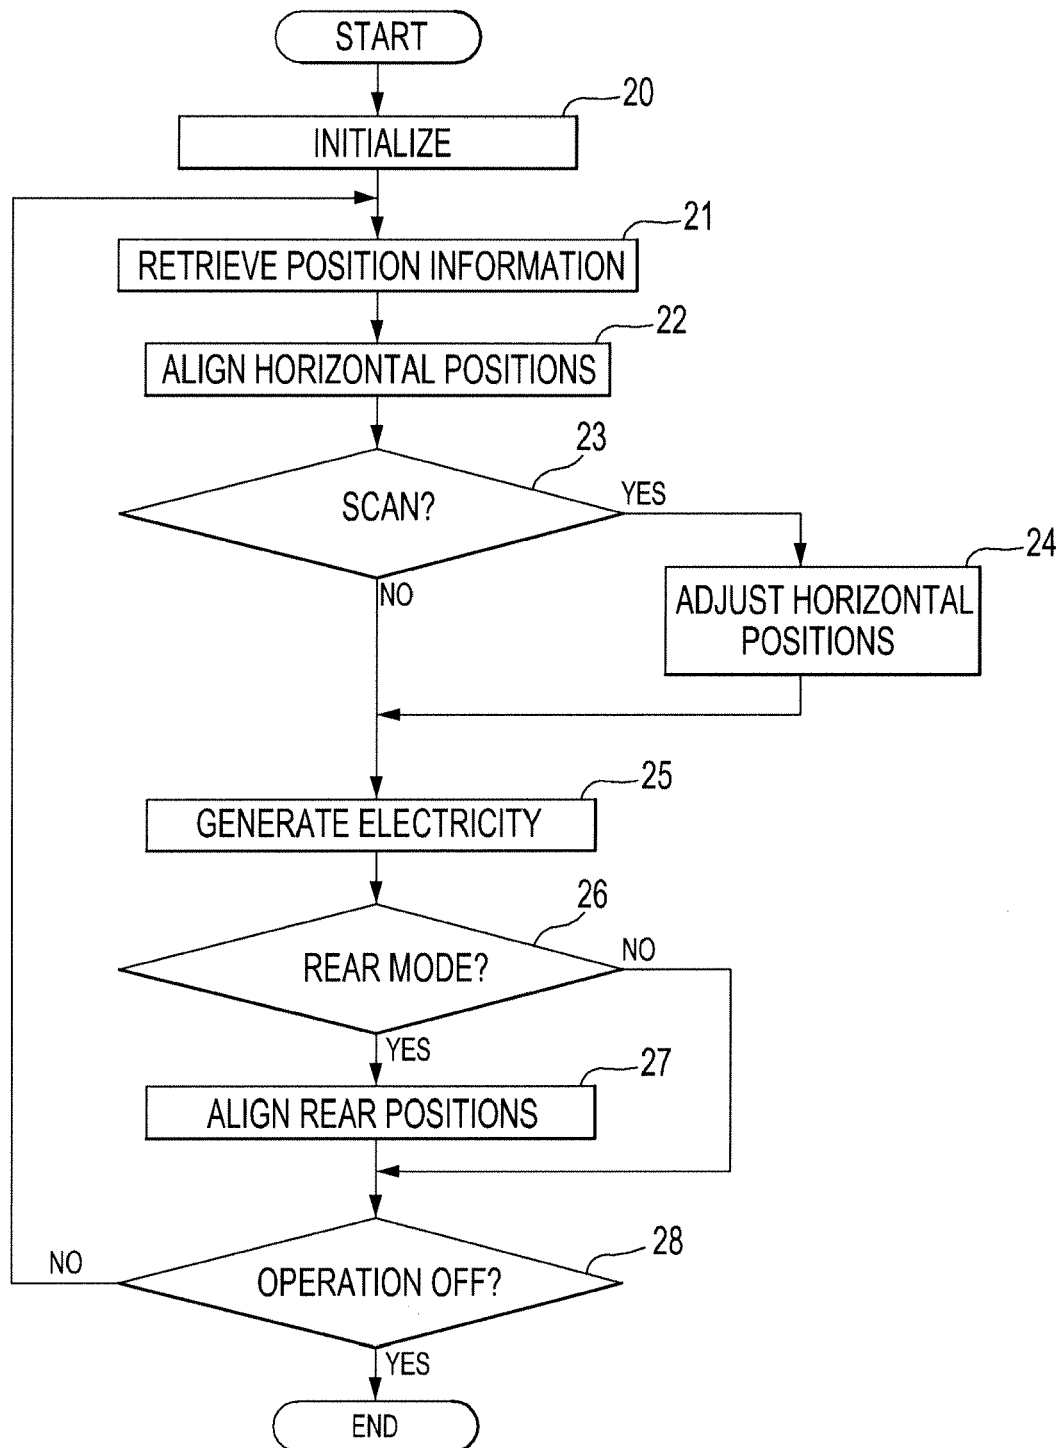 START
20
INITIALIZE
21
RETRIEVE POSITION INFORMATION
22
ALIGN HORIZONTAL POSITIONS
23
SCAN?
YES
24
NO
ADJUST HORIZONTAL
POSITIONS
25
GENERATE ELECTRICITY
26
REAR MODE?
NO
YES
27
ALIGN REAR POSITIONS
28
NO
OPERATION OFF?
YES
END